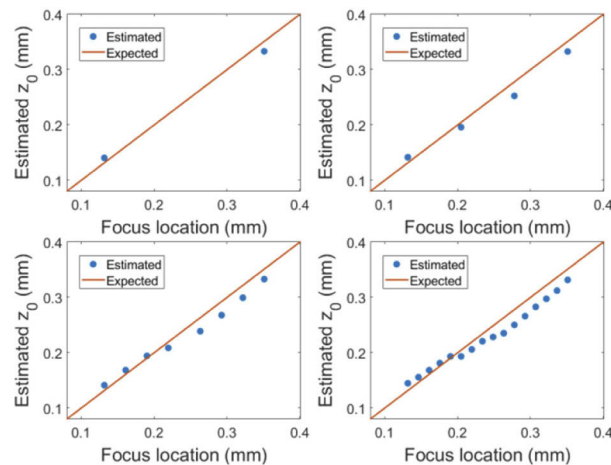 0.4
0.3
0.2
0.1
Estimated z0 (mm)
Estimated
Expected
0.1 0.2 0.3 0.4
Focus location (mm)
0.4
0.3
0.2
0.1
Estimated z0 (mm)
Estimated
Expected
0.1 0.2 0.3 0.4
Focus location (mm)
0.4
0.3
0.2
0.1
Estimated z0 (mm)
Estimated
Expected
0.1 0.2 0.3 0.4
Focus location (mm)
0.4
0.3
0.2
0.1
Estimated z0 (mm)
Estimated
Expected
0.1 0.2 0.3 0.4
Focus location (mm)